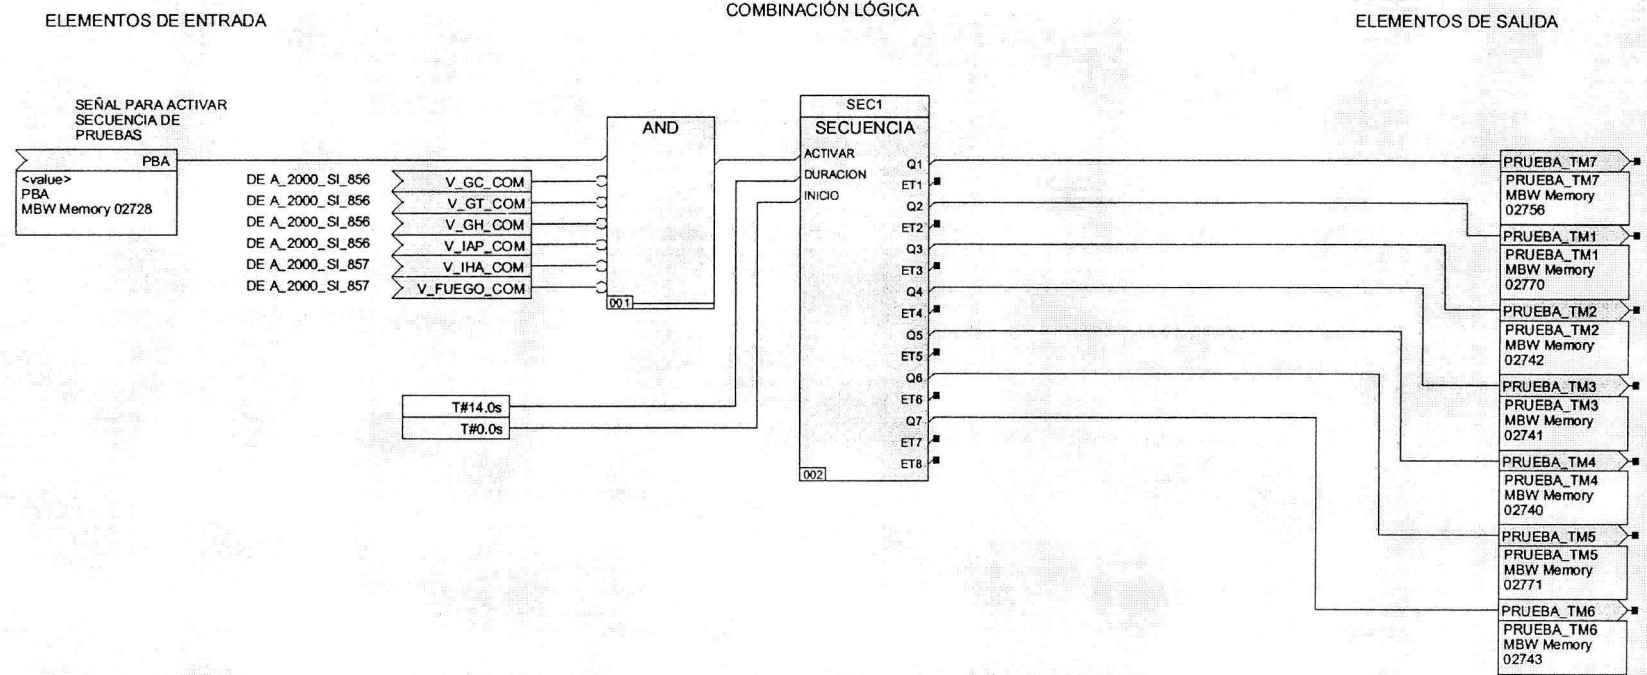 ELEMENTOS DE ENTRADA
COMBINACIÓN LÓGICA
ELEMENTOS DE SALIDA
SEÑAL PARA ACTIVAR
SECUENCIA DE
PRUEBAS
PBA
<value>
PBA
MBW Memory 02728
DE A_2000_SI_856
V_GC_COM
DE A_2000_SI_856
V_GT_COM
DE A_2000_SI_856
V_GH_COM
DE A_2000_SI_856
V_IAP_COM
DE A_2000_SI_857
V_IHA_COM
DE A_2000_SI_857
V_FUEGO_COM
AND
001
T#14.0s
T#0.0s
SEC1
SECUENCIA
ACTIVAR
DURACION
INICIO
Q1
ET1
Q2
ET2
Q3
ET3
Q4
ET4
Q5
ET5
Q6
ET6
Q7
ET7
ET8
002
PRUEBA_TM7
PRUEBA_TM7
MBW Memory
02756
PRUEBA_TM1
PRUEBA_TM1
MBW Memory
02770
PRUEBA_TM2
PRUEBA_TM2
MBW Memory
02742
PRUEBA_TM3
PRUEBA_TM3
MBW Memory
02741
PRUEBA_TM4
PRUEBA_TM4
MBW Memory
02740
PRUEBA_TM5
PRUEBA_TM5
MBW Memory
02771
PRUEBA_TM6
PRUEBA_TM6
MBW Memory
02743